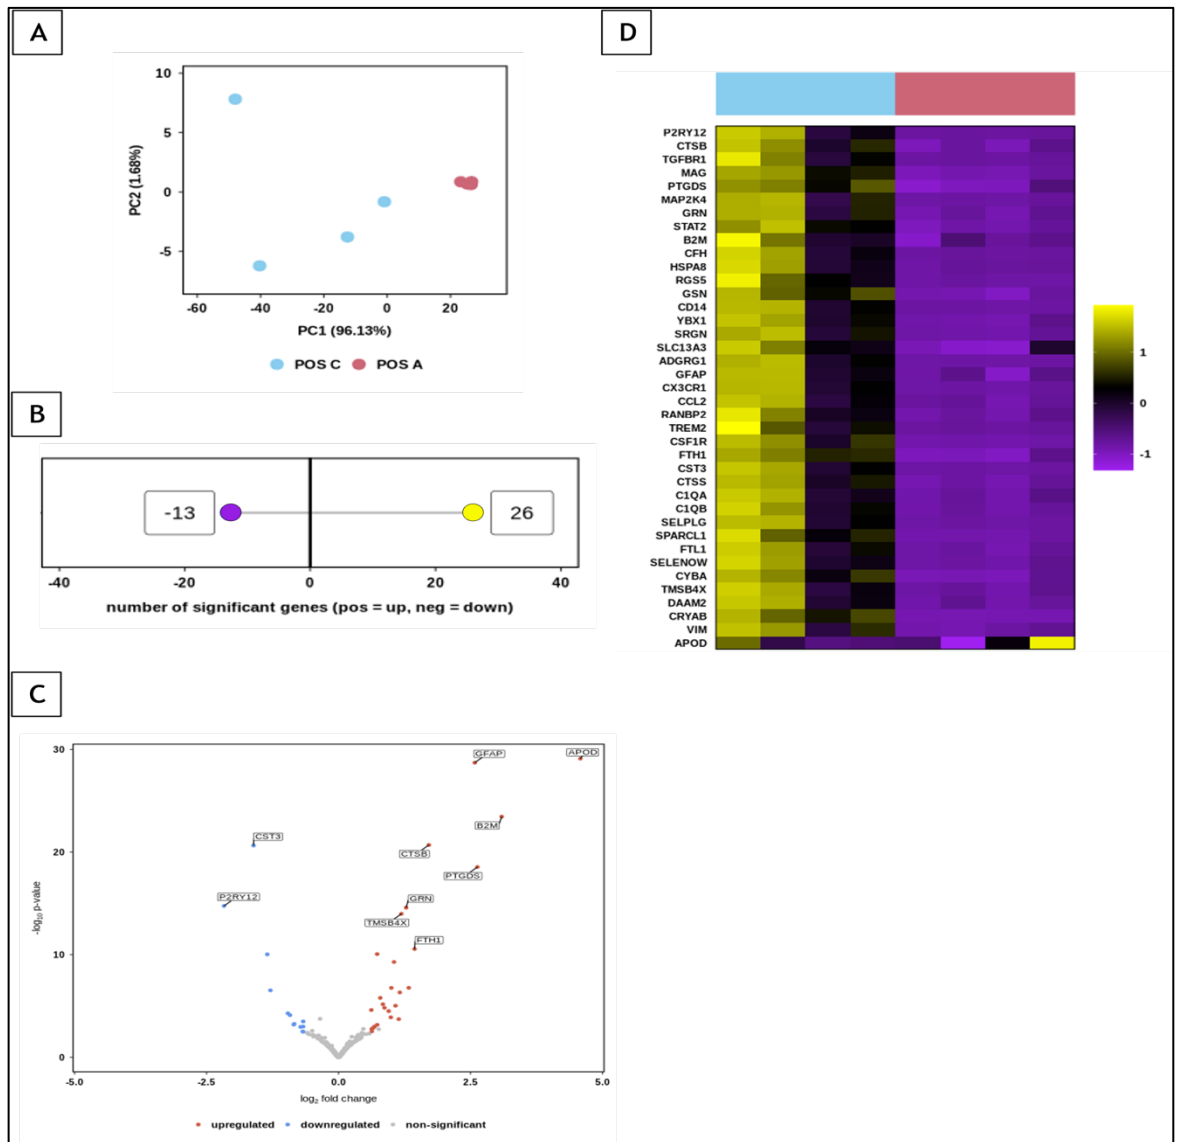 A
10
5
0
-5
PC2 (1.68%)
-60 -40 -20 0 20
PC1 (96.13%)
POS C POS A
B
-13 26
-40 -20 0 20 40
number of significant genes (pos = up, neg = down)
C
30
20
10
0
-log10 p-value
GFAP
APOD
B2M
CST3
CTSB
PTGDS
P2RY12
GRN
TMSB4X
FTH1
-5.0 -2.5 0.0 2.5 5.0
log2 fold change
upregulated downregulated non-significant
D
P2RY12
CTSB
TGFBR1
MAG
PTGDS
MAP2K4
GRN
STAT2
B2M
CFH
HSPA8
RGS5
GSN
CD14
YBX1
SRGN
SLC13A3
ADGRG1
GFAP
CX3CR1
CCL2
RANBP2
TREM2
CSF1R
FTH1
CST3
CTSS
C1QA
C1QB
SELPLG
SPARCL1
FTL1
SELENOW
CYBA
TMSB4X
DAAM2
CRYAB
VIM
APOD
1
0
-1